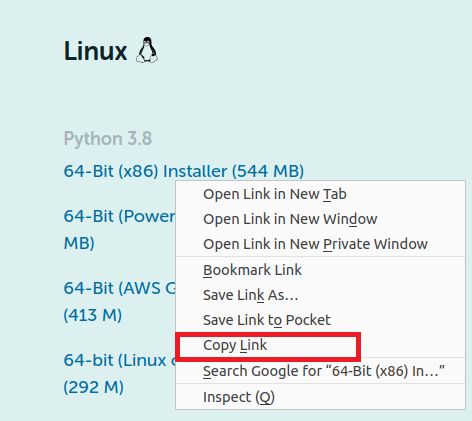 Linux
Python 3.8
64-Bit (x86) Installer (544 MB)
64-Bit (Power
MB)
64-Bit (AWS G
(413 M)
64-bit (Linux
(292 M)
Open Link in New Tab
Open Link in New Window
Open Link in New Private Window
Bookmark Link
Save Link As…
Save Link to Pocket
Copy Link
Search Google for “64-Bit (x86) In…”
Inspect (Q)